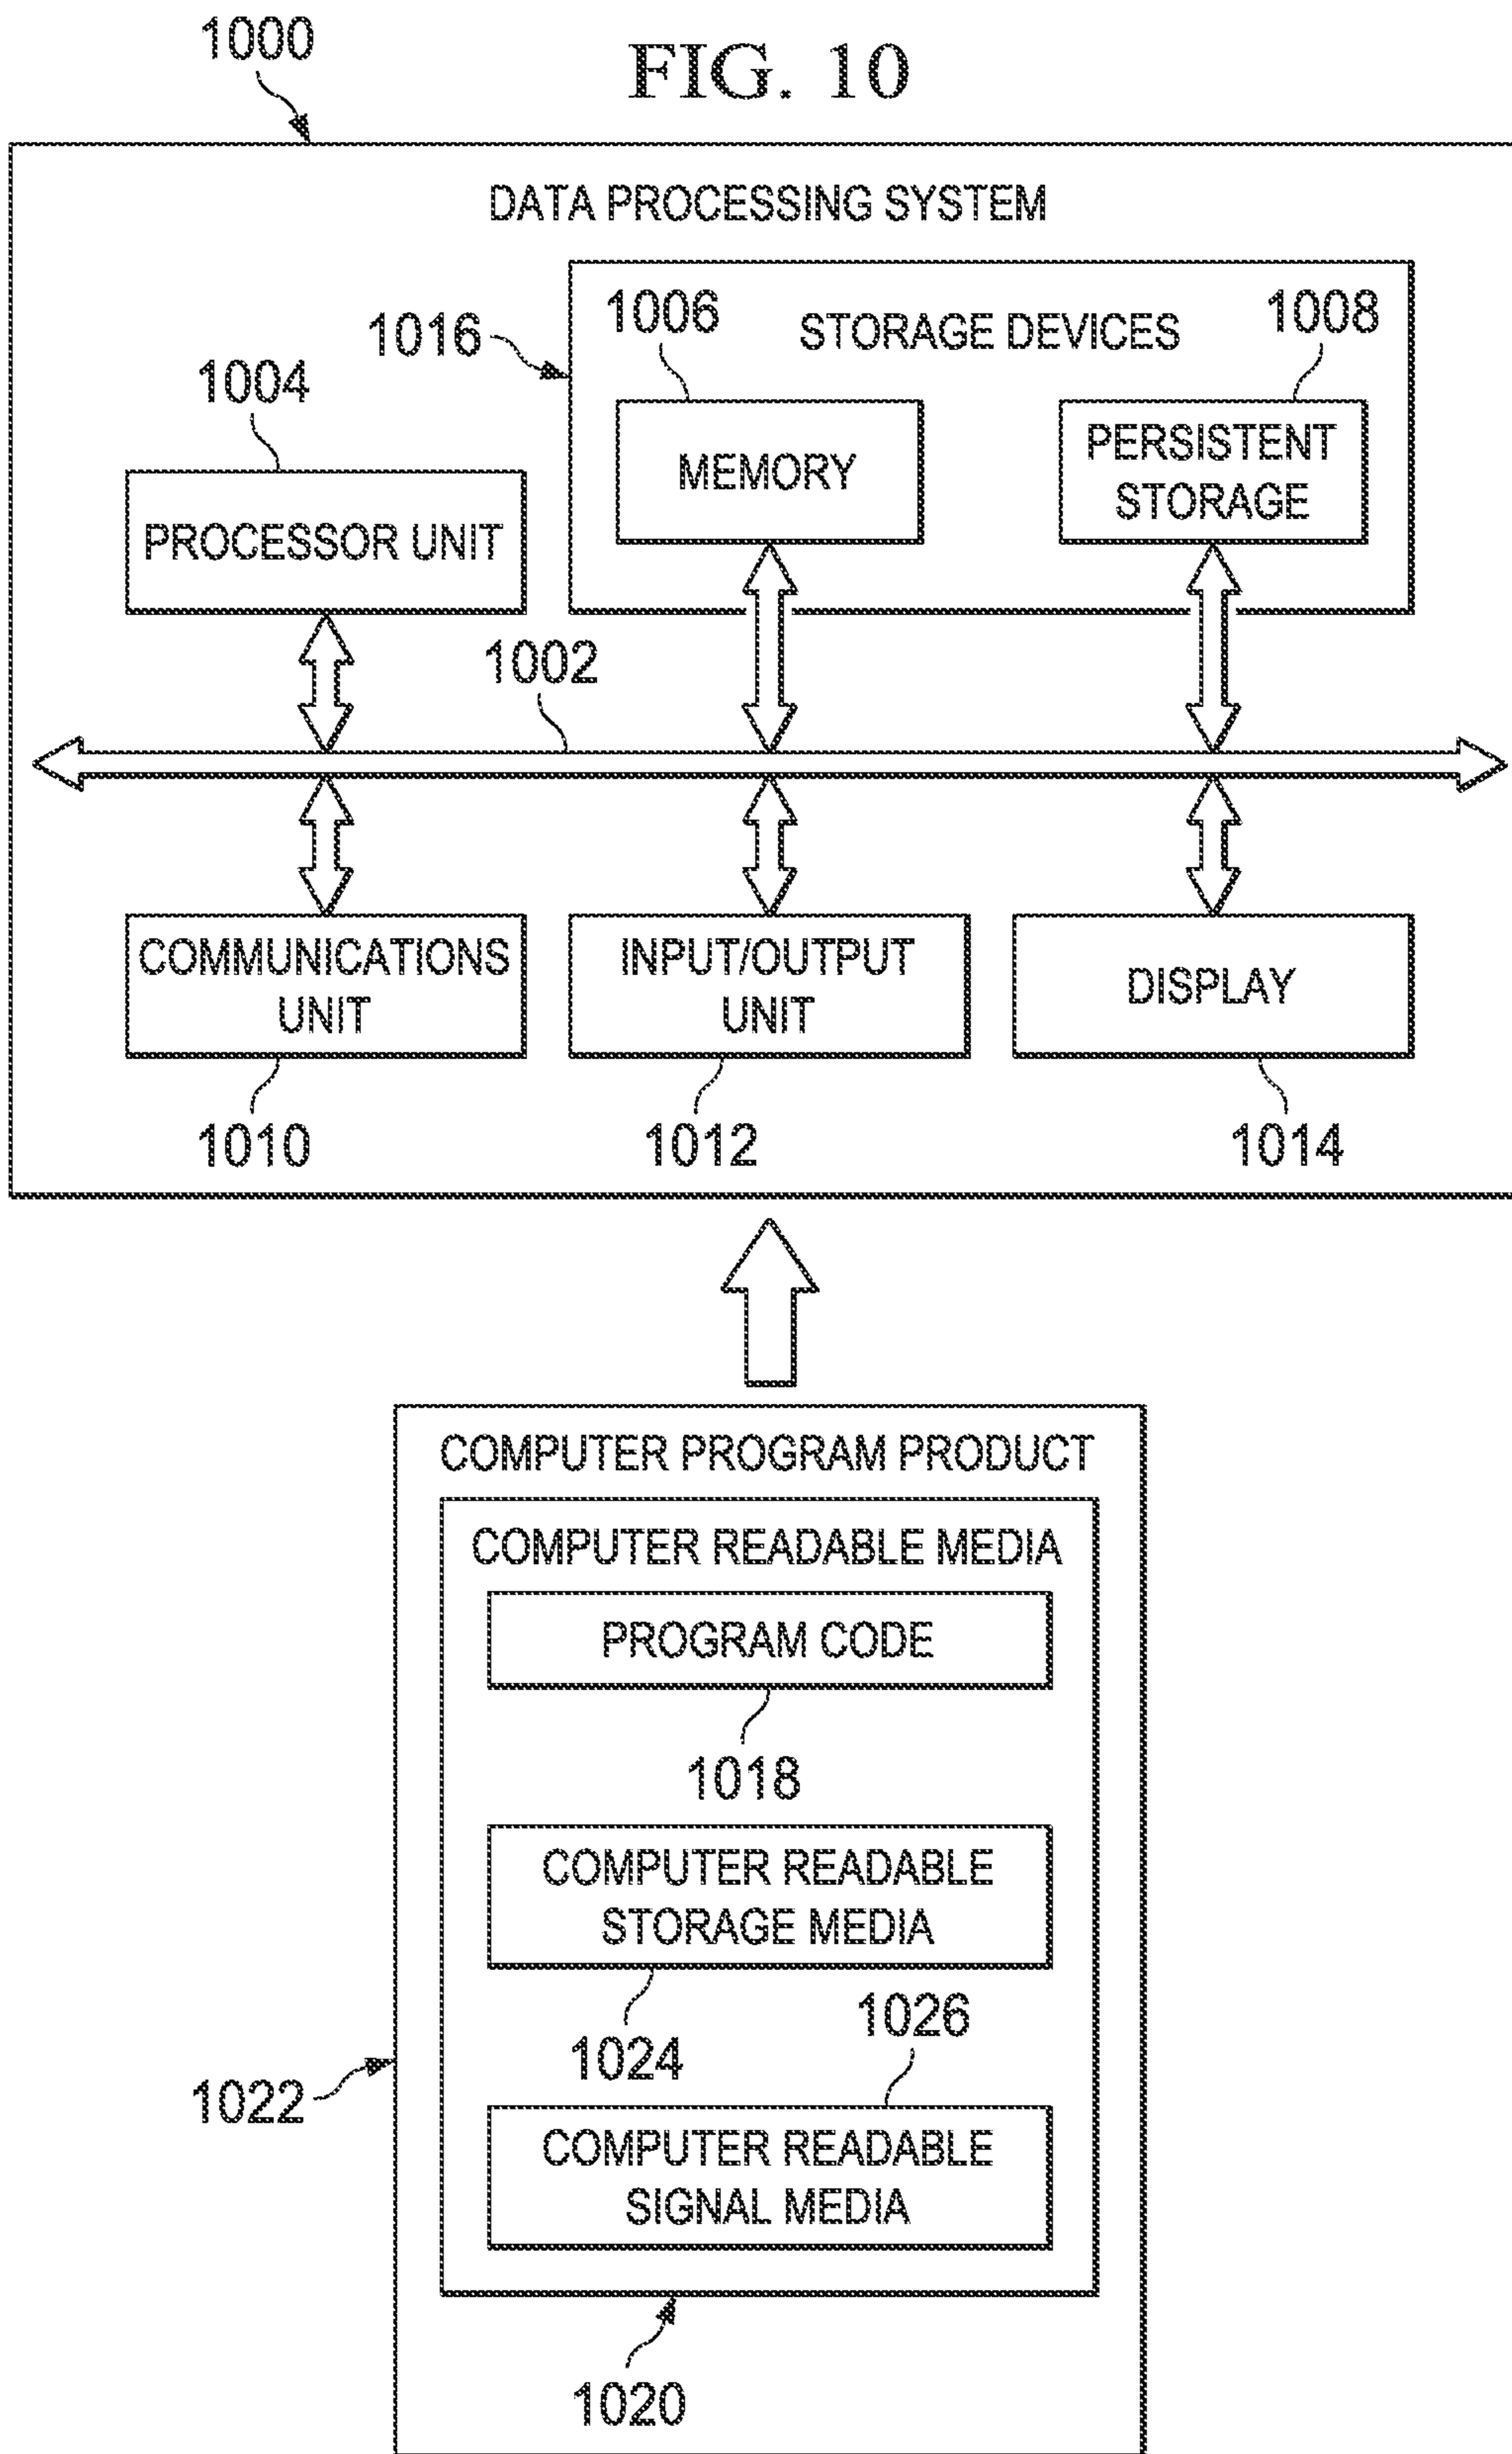 FIG. 10
1000
DATA PROCESSING SYSTEM
1016
STORAGE DEVICES
1006
1008
MEMORY
PERSISTENT
STORAGE
1004
PROCESSOR UNIT
1002
COMMUNICATIONS
UNIT
INPUT/OUTPUT
UNIT
DISPLAY
1010
1012
1014
COMPUTER PROGRAM PRODUCT
COMPUTER READABLE MEDIA
PROGRAM CODE
1018
COMPUTER READABLE
STORAGE MEDIA
1024
1026
1022
COMPUTER READABLE
SIGNAL MEDIA
1020